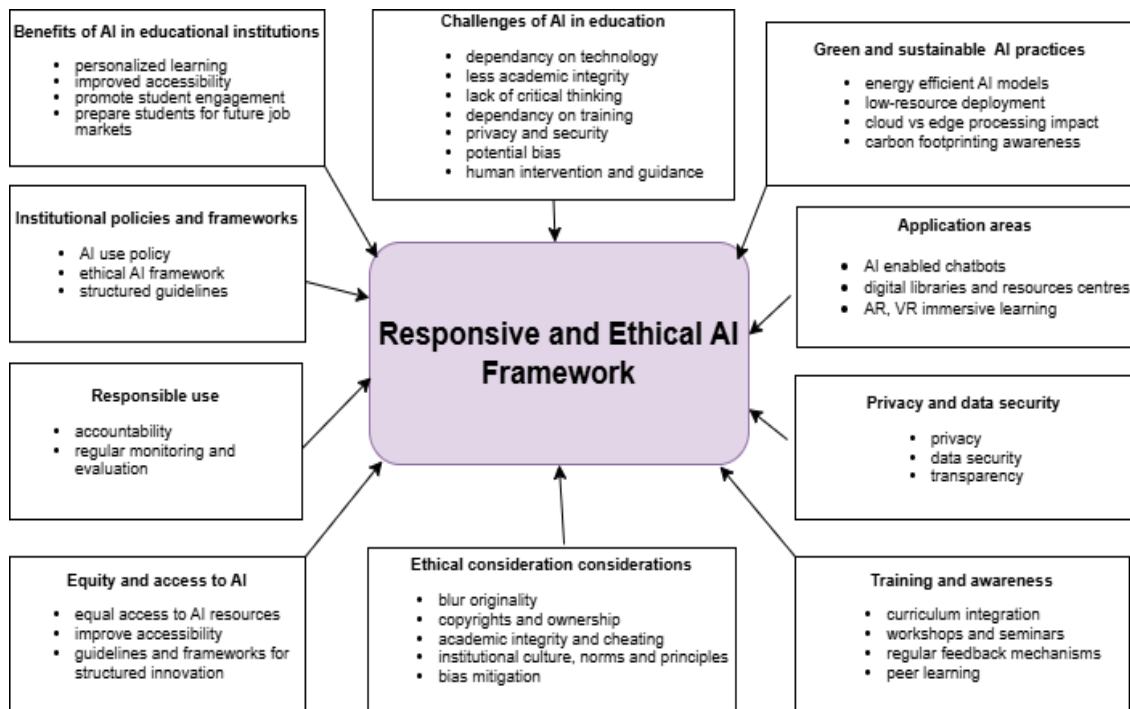 Benefits of AI in educational institutions
• personalized learning
• improved accessibility
• promote student engagement
• prepare students for future job
markets
Challenges of AI in education
• dependancy on technology
• less academic integrity
• lack of critical thinking
• dependancy on training
• privacy and security
• potential bias
• human intervention and guidance
Green and sustainable AI practices
• energy efficient AI models
• low-resource deployment
• cloud vs edge processing impact
• carbon footprinting awareness
Institutional policies and frameworks
• AI use policy
• ethical AI framework
• structured guidelines
Responsive and Ethical AI
Framework
Application areas
• AI enabled chatbots
• digital libraries and resources centres
• AR, VR immersive learning
Responsible use
• accountability
• regular monitoring and
evaluation
Privacy and data security
• privacy
• data security
• transparency
Equity and access to AI
• equal access to AI resources
• improve accessibility
• guidelines and frameworks for
structured innovation
Ethical consideration considerations
• blur originality
• copyrights and ownership
• academic integrity and cheating
• institutional culture, norms and principles
• bias mitigation
Training and awareness
• curriculum integration
• workshops and seminars
• regular feedback mechanisms
• peer learning